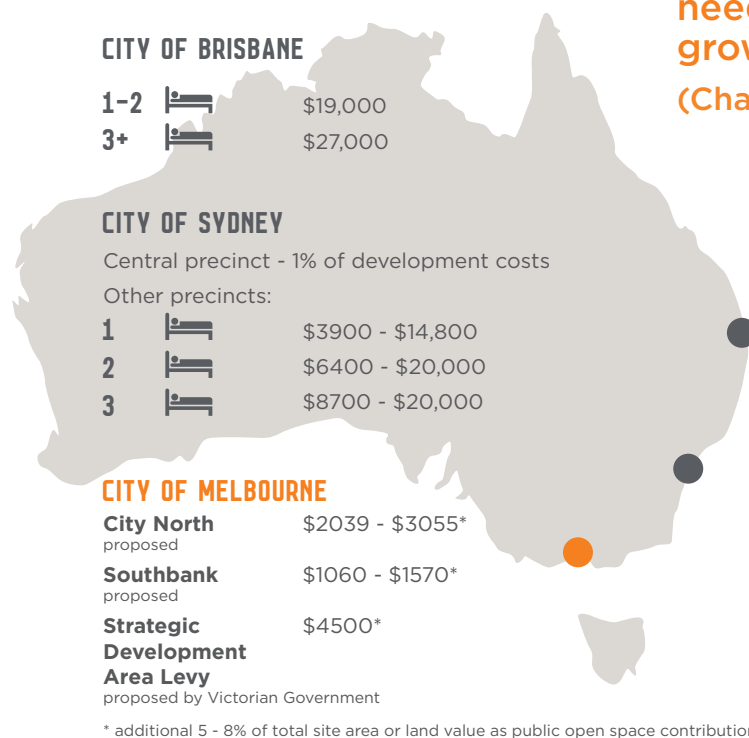 need
grow
(Cha
CITY OF BRISBANE
1-2 $19,000
3+ $27,000
CITY OF SYDNEY
Central precinct - 1% of development costs
Other precincts:
1 $3900 - $14,800
2 $6400 - $20,000
3 $8700 - $20,000
CITY OF MELBOURNE
City North $2039 - $3055*
proposed
Southbank $1060 - $1570*
proposed
Strategic $4500*
Development
Area Levy
proposed by Victorian Government
* additional 5 - 8% of total site area or land value as public open space contribution